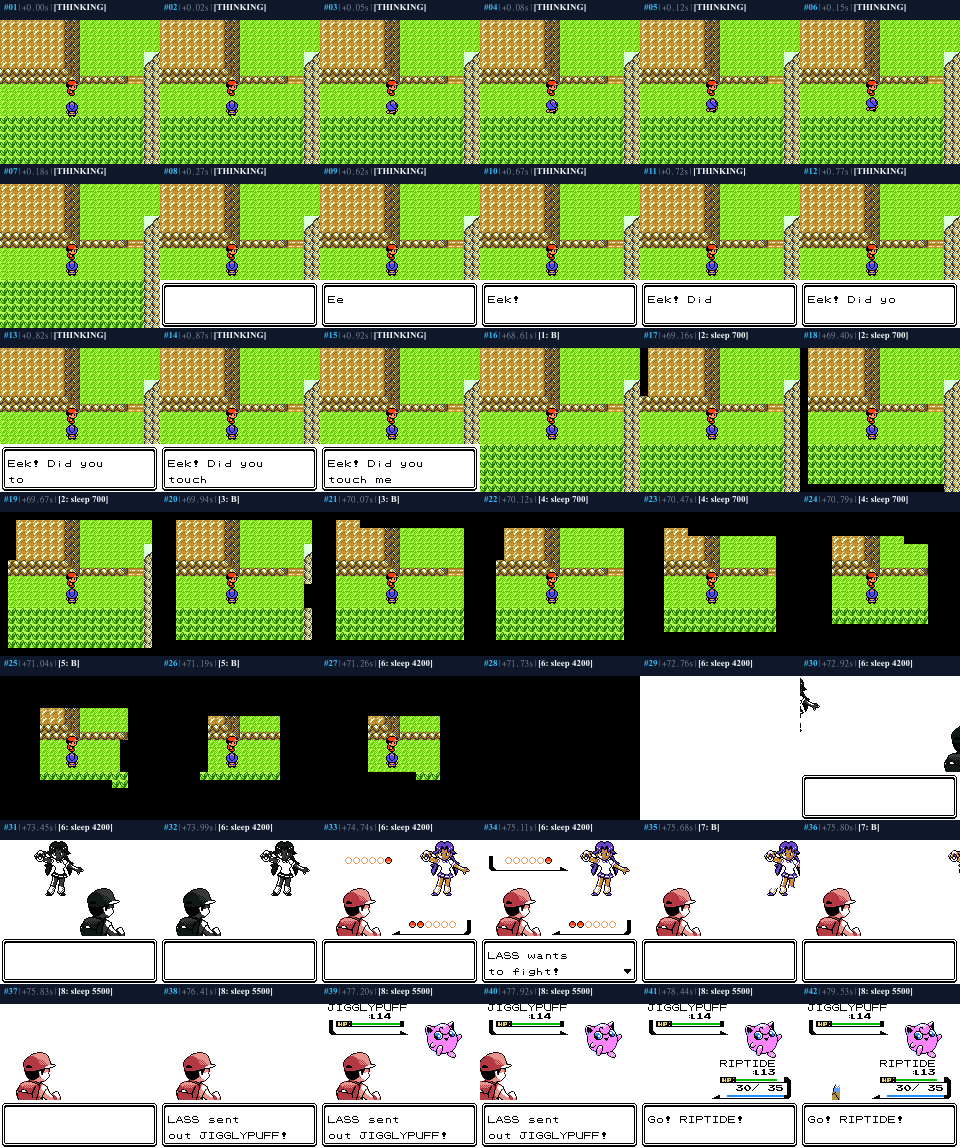 #01|+0.00s|[THINKING]
#02|+0.02s|[THINKING]
#03|+0.05s|[THINKING]
#04|+0.08s|[THINKING]
#05|+0.12s|[THINKING]
#06|+0.15s|[THINKING]
#07|+0.18s|[THINKING]
#08|+0.27s|[THINKING]
#09|+0.62s|[THINKING]
#10|+0.67s|[THINKING]
#11|+0.72s|[THINKING]
#12|+0.77s|[THINKING]
Ee
Eek!
Eek! Did
Eek! Did yo
#13|+0.82s|[THINKING]
#14|+0.87s|[THINKING]
#15|+0.92s|[THINKING]
#16|+68.61s|[1: B]
#17|+69.16s|[2: sleep 700]
#18|+69.40s|[2: sleep 700]
Eek! Did you
to
Eek! Did you
touch
Eek! Did you
touch me
#19|+69.67s|[2: sleep 700]
#20|+69.94s|[3: B]
#21|+70.07s|[3: B]
#22|+70.12s|[4: sleep 700]
#23|+70.47s|[4: sleep 700]
#24|+70.79s|[4: sleep 700]
#25|+71.04s|[5: B]
#26|+71.19s|[5: B]
#27|+71.26s|[6: sleep 4200]
#28|+71.73s|[6: sleep 4200]
#29|+72.76s|[6: sleep 4200]
#30|+72.92s|[6: sleep 4200]
#31|+73.45s|[6: sleep 4200]
#32|+73.99s|[6: sleep 4200]
#33|+74.74s|[6: sleep 4200]
#34|+75.11s|[6: sleep 4200]
#35|+75.68s|[7: B]
#36|+75.80s|[7: B]
LASS wants
to fight!
#37|+75.83s|[7: B]
#38|+76.41s|[8: sleep 5500]
#39|+77.20s|[8: sleep 5500]
#40|+77.92s|[8: sleep 5500]
#41|+78.44s|[8: sleep 5500]
#42|+79.53s|[8: sleep 5500]
LASS sent
out JIGGLYPUFF!
JIGGLYPUFF
:L14
HP:
LASS sent
out JIGGLYPUFF!
JIGGLYPUFF
:L14
HP:
LASS sent
out JIGGLYPUFF!
JIGGLYPUFF
:L14
HP:
RIPTIDE
:L13
HP:
30/ 35
Go! RIPTIDE!
JIGGLYPUFF
:L14
HP:
RIPTIDE
:L13
HP:
30/ 35
Go! RIPTIDE!